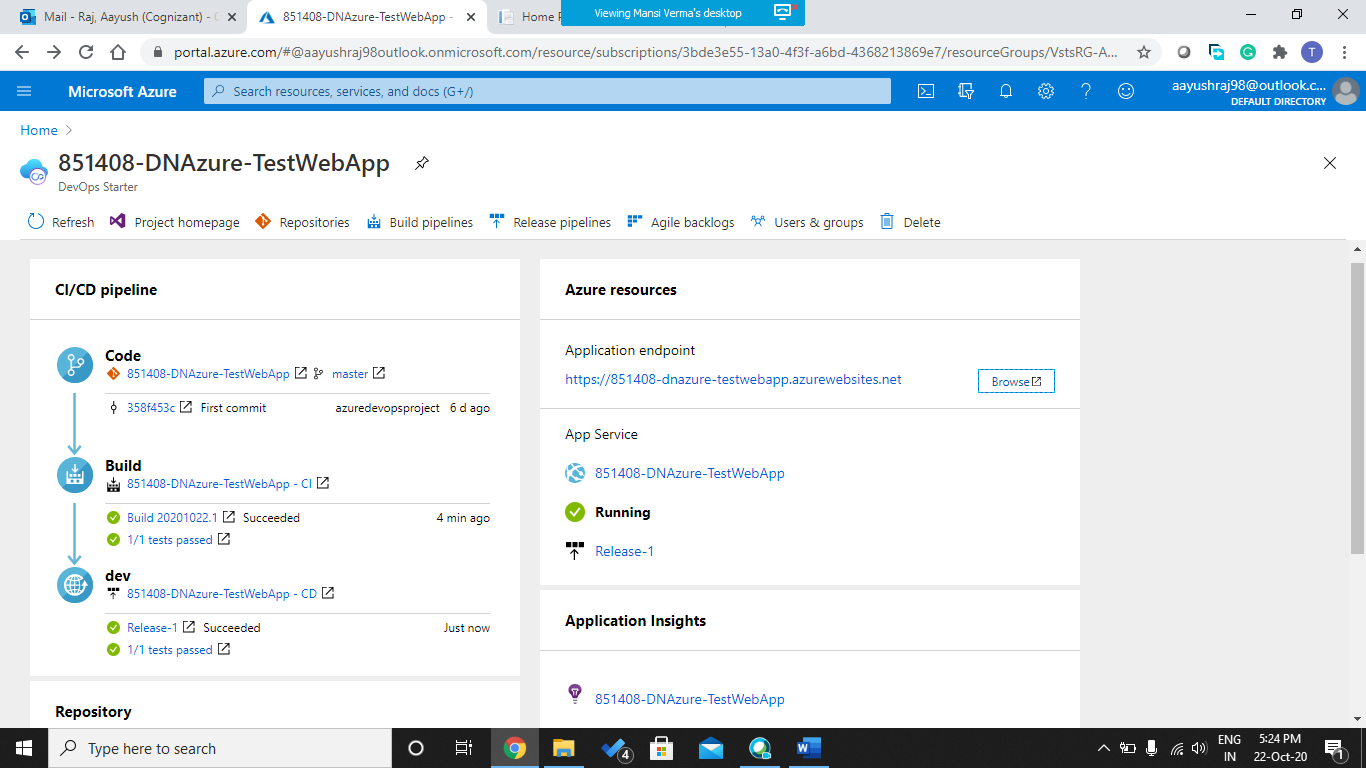 Mail - Raj, Aayush (Cognizant) - 
851408-DNAzure-TestWebApp - 
Home
Viewing Mansi Verma's desktop
portal.azure.com/#@aayushraj98outlook.onmicrosoft.com/resource/subscriptions/3bde3e55-13a0-4f3f-a6bd-4368213869e7/resourceGroups/VstsRG-A...
T
Microsoft Azure
Search resources, services, and docs (G+/)
aayushraj98@outlook.c...
DEFAULT DIRECTORY
Home
851408-DNAzure-TestWebApp
DevOps Starter
Refresh Project homepage Repositories Build pipelines Release pipelines Agile backlogs Users & groups Delete
CI/CD pipeline
Code
851408-DNAzure-TestWebApp master
358f453c First commit azuredevopsproject 6 d ago
Build
851408-DNAzure-TestWebApp - CI
Build 20201022.1 Succeeded 4 min ago
1/1 tests passed
dev
851408-DNAzure-TestWebApp - CD
Release-1 Succeeded Just now
1/1 tests passed
Repository
Azure resources
Application endpoint
https://851408-dnazure-testwebapp.azurewebsites.net
Browse
App Service
851408-DNAzure-TestWebApp
Running
Release-1
Application Insights
851408-DNAzure-TestWebApp
Type here to search
4
ENG
IN
5:24 PM
22-Oct-20
1